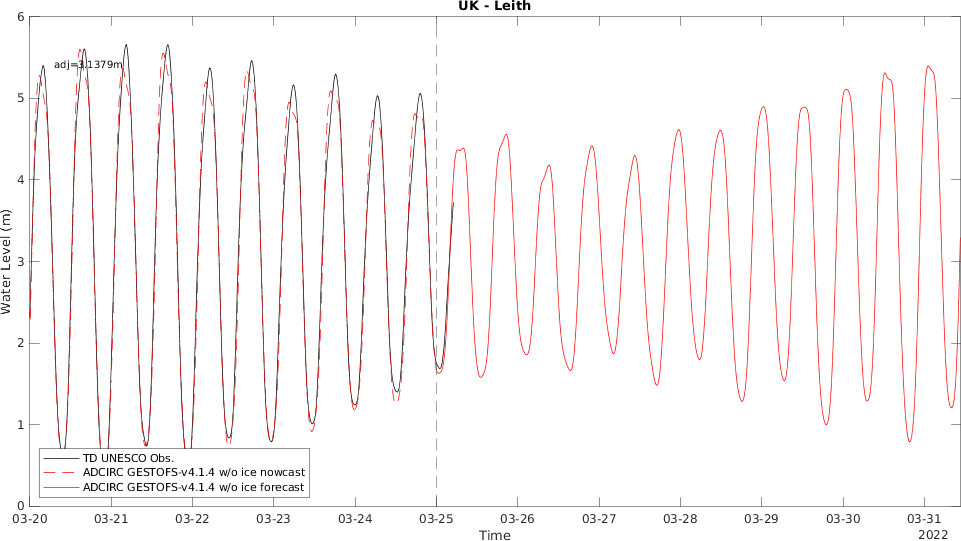 UK - Leith
adj=3.1379m
Water Level (m)
6
5
4
3
2
1
0
TD UNESCO Obs.
ADCIRC GESTOFS-v4.1.4 w/o ice nowcast
ADCIRC GESTOFS-v4.1.4 w/o ice forecast
03-20 03-21 03-22 03-23 03-24 03-25 03-26 03-27 03-28 03-29 03-30 03-31
Time
2022